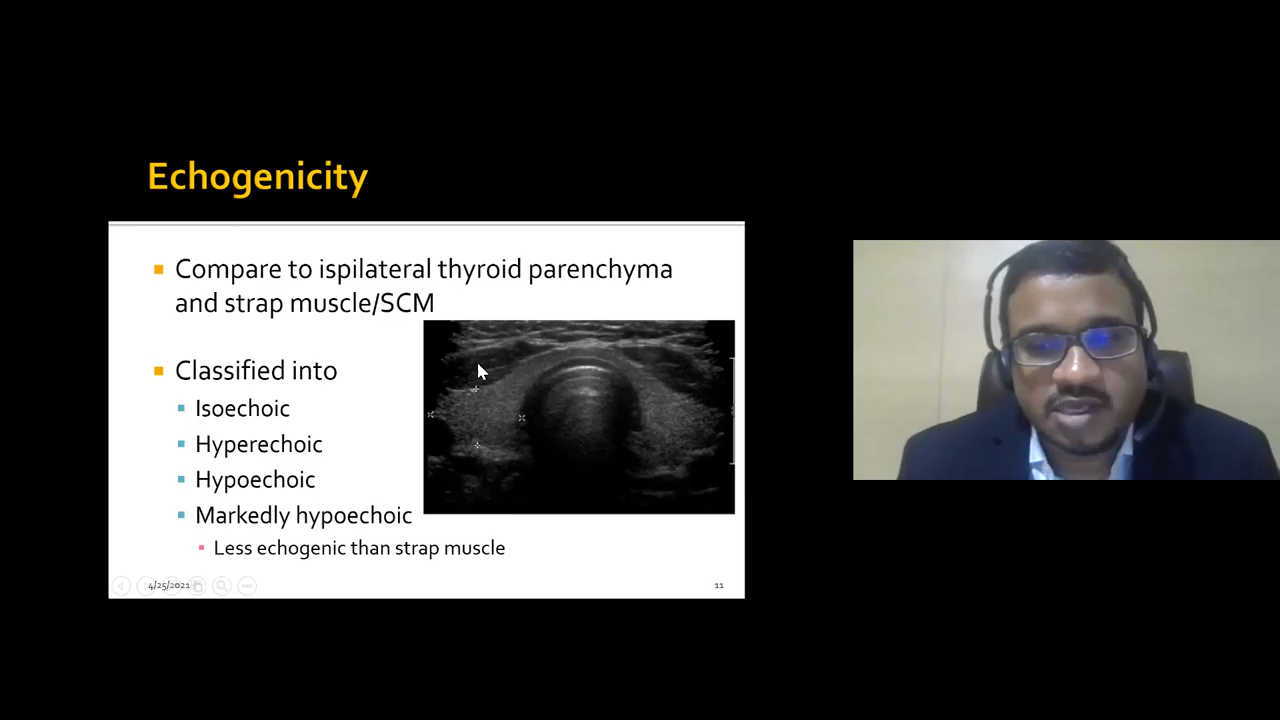 Echogenicity
Compare to ispilateral thyroid parenchyma
and strap muscle/SCM
Classified into
Isoechoic
Hyperechoic
Hypoechoic
Markedly hypoechoic
Less echogenic than strap muscle
4/25/2021
11